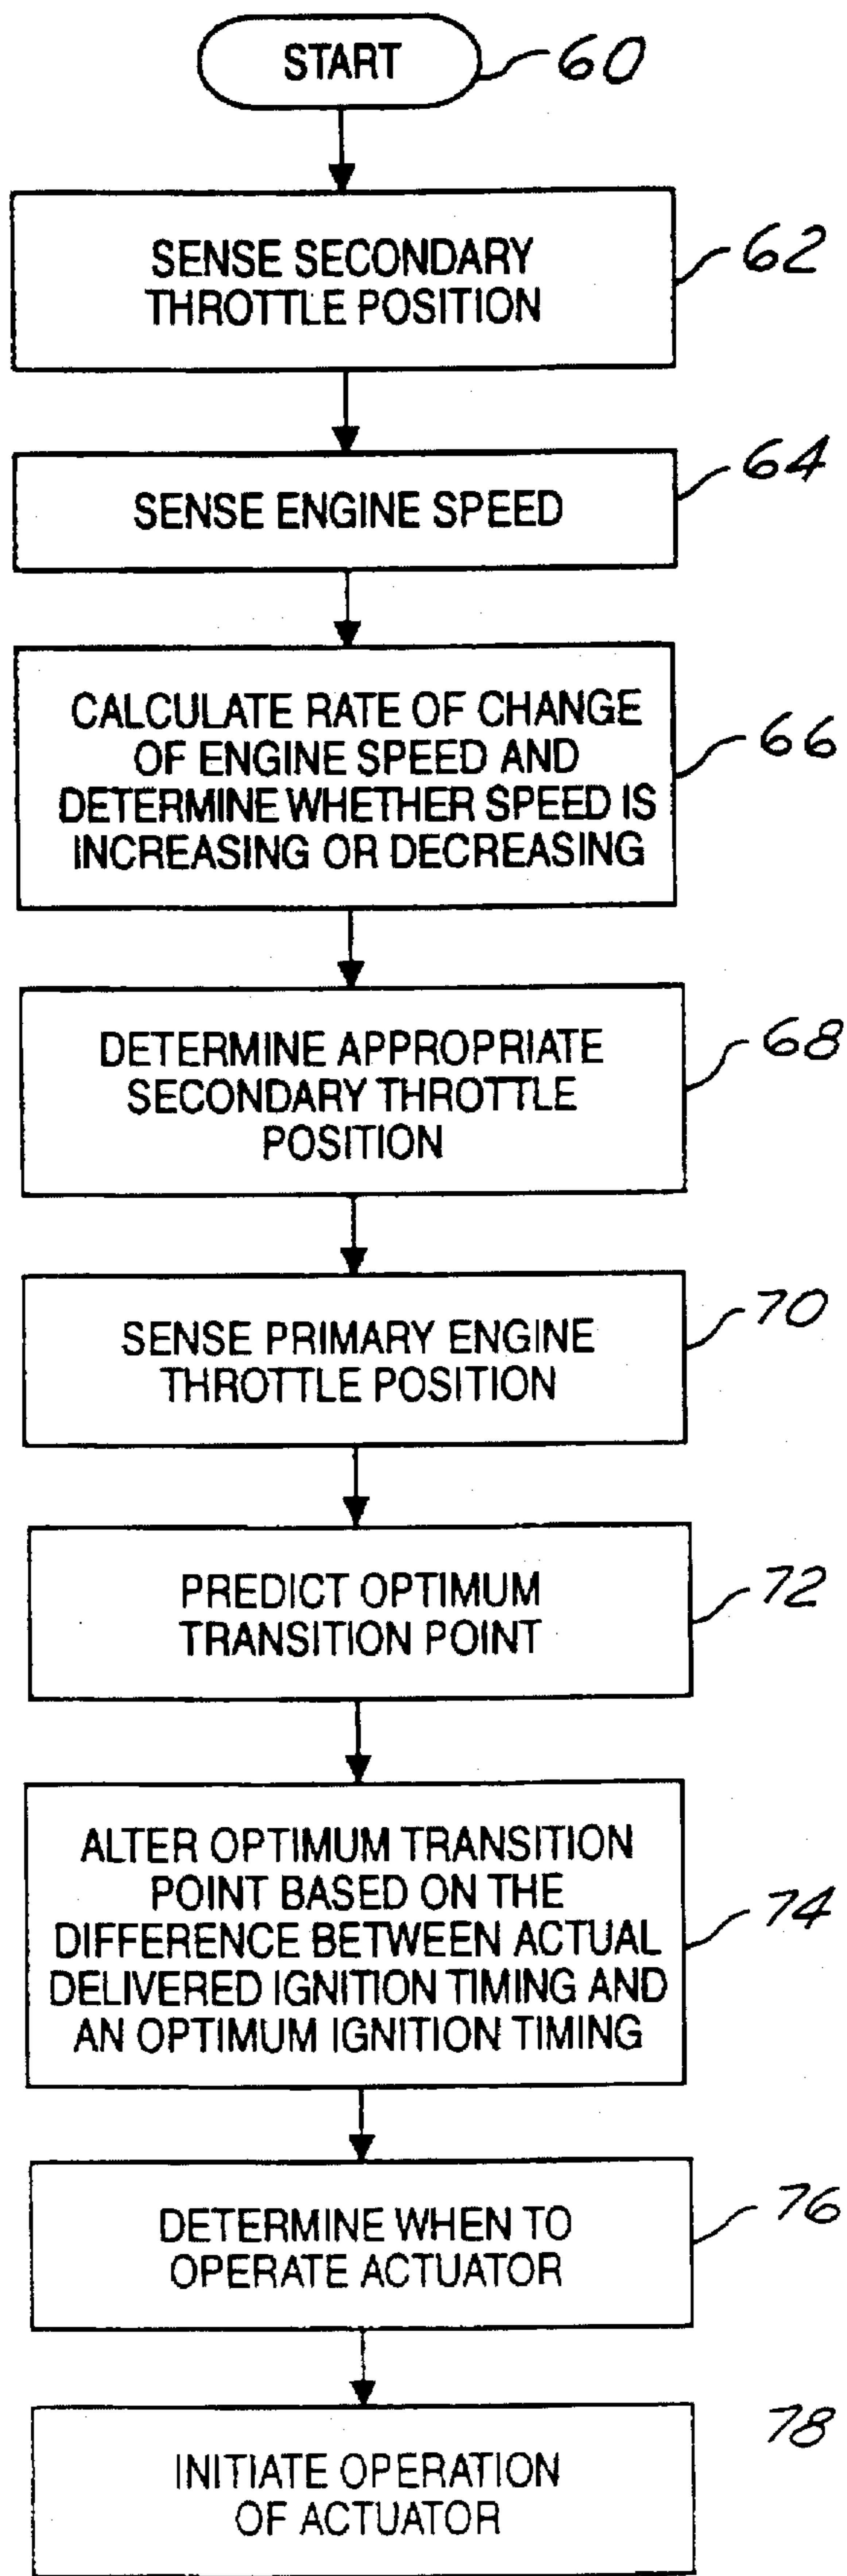 START
60
SENSE SECONDARY
THROTTLE POSITION
62
SENSE ENGINE SPEED
64
CALCULATE RATE OF CHANGE
OF ENGINE SPEED AND
DETERMINE WHETHER SPEED IS
INCREASING OR DECREASING
66
DETERMINE APPROPRIATE
SECONDARY THROTTLE
POSITION
68
SENSE PRIMARY ENGINE
THROTTLE POSITION
70
PREDICT OPTIMUM
TRANSITION POINT
72
ALTER OPTIMUM TRANSITION
POINT BASED ON THE
DIFFERENCE BETWEEN ACTUAL
DELIVERED IGNITION TIMING AND
AN OPTIMUM IGNITION TIMING
74
DETERMINE WHEN TO
OPERATE ACTUATOR
76
INITIATE OPERATION
OF ACTUATOR
78